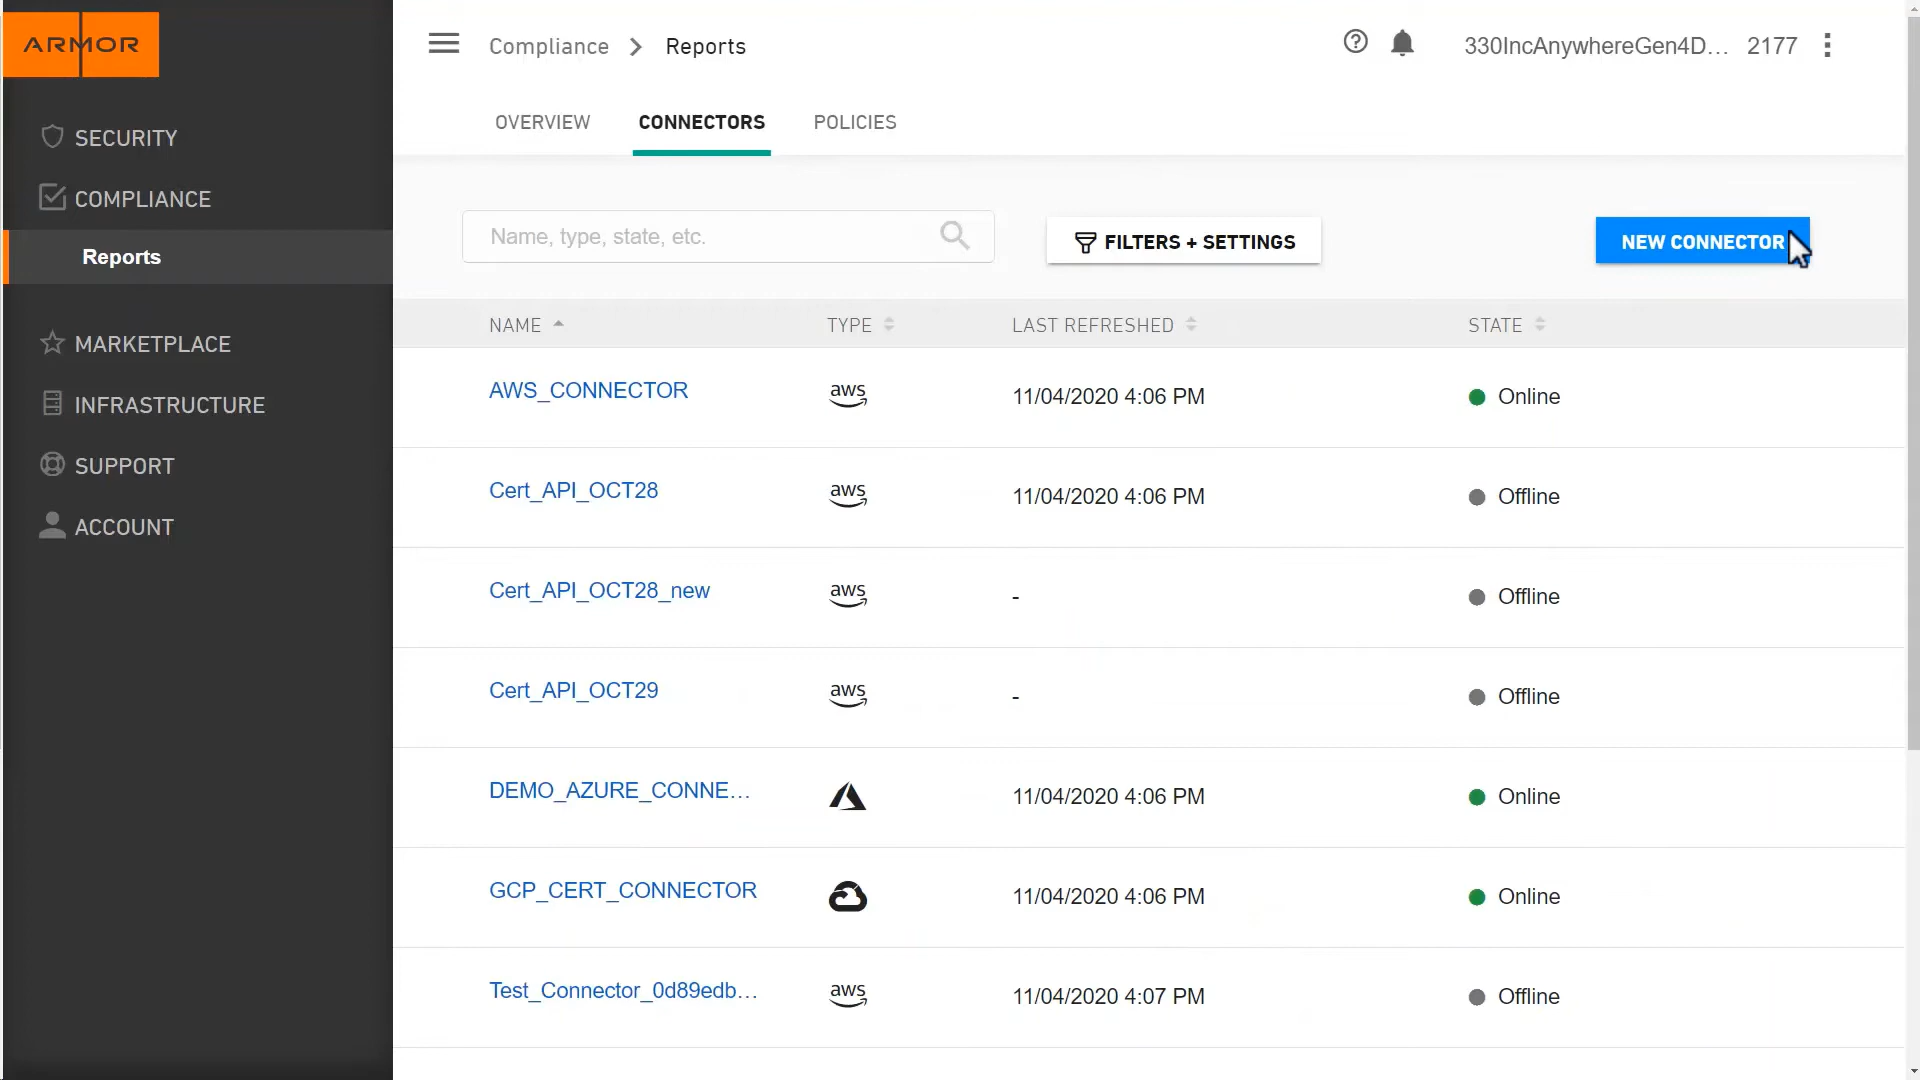 ARMOR
Compliance > Reports
330IncAnywhereGen4D... 2177
OVERVIEW CONNECTORS POLICIES
SECURITY
COMPLIANCE
Reports
MARKETPLACE
INFRASTRUCTURE
SUPPORT
ACCOUNT
Name, type, state, etc.
FILTERS + SETTINGS
NEW CONNECTOR
NAME TYPE LAST REFRESHED STATE
AWS_CONNECTOR aws 11/04/2020 4:06 PM Online
Cert_API_OCT28 aws 11/04/2020 4:06 PM Offline
Cert_API_OCT28_new aws - Offline
Cert_API_OCT29 aws - Offline
DEMO_AZURE_CONNE... 11/04/2020 4:06 PM Online
GCP_CERT_CONNECTOR 11/04/2020 4:06 PM Online
Test_Connector_0d89edb... aws 11/04/2020 4:07 PM Offline